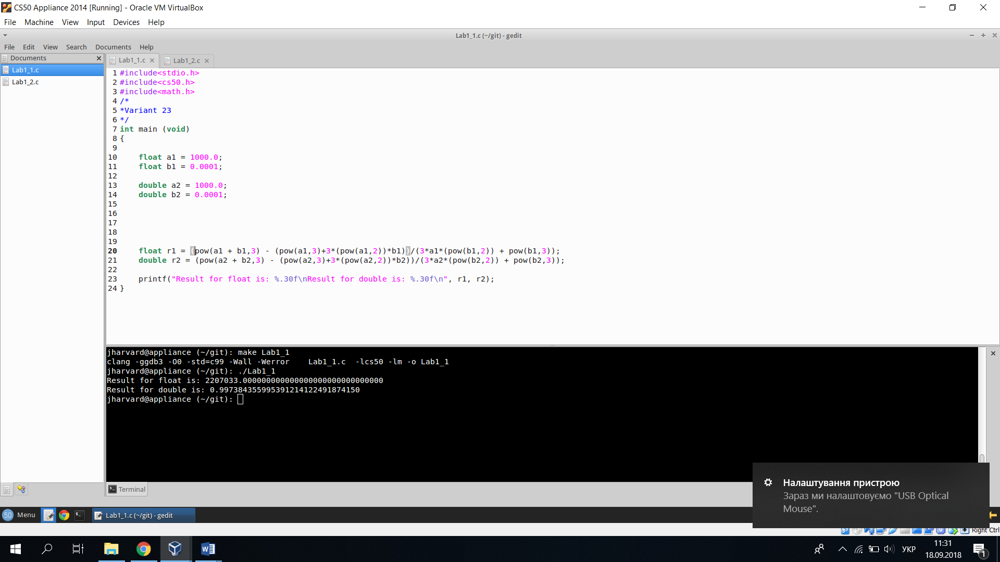 CS50 Appliance 2014 [Running] - Oracle VM VirtualBox
File Machine View Input Devices Help
Lab1_1.c (~/git) - gedit
File Edit View Search Documents Help
Documents
Lab1_1.c
Lab1_2.c
Lab1_1.c
Lab1_2.c
1 #include<stdio.h>
2 #include<cs50.h>
3 #include<math.h>
4 /*
5 *Variant 23
6 */
7 int main (void)
8 {
9
10     float a1 = 1000.0;
11     float b1 = 0.0001;
12
13     double a2 = 1000.0;
14     double b2 = 0.0001;
15
16
17
18
19
20     float r1 = (pow(a1 + b1,3) - (pow(a1,3)+3*(pow(a1,2))*b1))/(3*a1*(pow(b1,2)) + pow(b1,3));
21     double r2 = (pow(a2 + b2,3) - (pow(a2,3)+3*(pow(a2,2))*b2))/(3*a2*(pow(b2,2)) + pow(b2,3));
22
23     printf("Result for float is: %.30f\nResult for double is: %.30f\n", r1, r2);
24 }
jharvard@appliance (~/git): make Lab1_1
clang -ggdb3 -O0 -std=c99 -Wall -Werror    Lab1_1.c  -lcs50 -lm -o Lab1_1
jharvard@appliance (~/git): ./Lab1_1
Result for float is: 2207033.000000000000000000000000000000
Result for double is: 0.997384355995391214122491874150
jharvard@appliance (~/git):
Terminal
Налаштування пристрою
Зараз ми налаштовуємо "USB Optical
Mouse".
50 Menu
Lab1_1.c (~/git) - gedit
Right Ctrl
УКР
11:31
18.09.2018
1